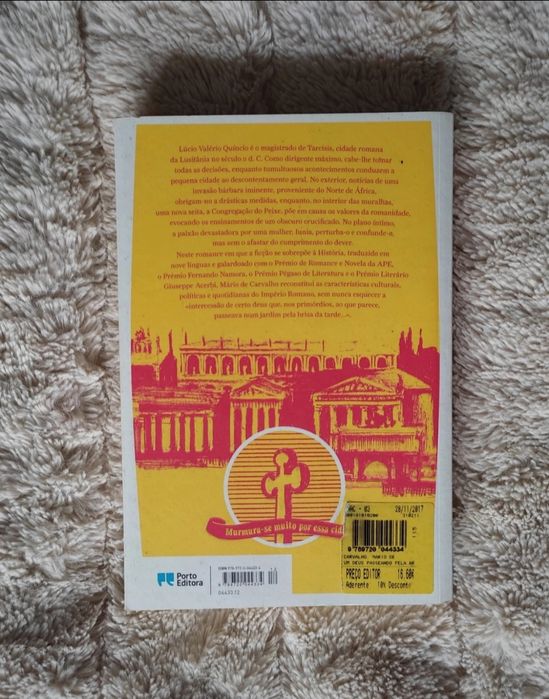 Lúcio Valério Quíncio é o magistrado de Tarcisis, cidade romana
da Lusitânia no século II d. C. Como dirigente máximo, cabe-lhe tomar
todas as decisões, enquanto tumultuosos acontecimentos conduzem a
pequena cidade ao descontentamento geral. No exterior, notícias de uma
invasão bárbara iminente, proveniente do Norte de África,
obrigam-no a drásticas medidas, enquanto, no interior das muralhas,
uma nova seita, a Congregação do Peixe, põe em causa os valores da romanidade,
evocando os ensinamentos de um obscuro crucificado. No plano íntimo,
a paixão devastadora por uma mulher, Iunia, perturba-o e confunde-o,
mas sem o afastar do cumprimento do dever.
Neste romance em que a ficção se sobrepõe à História, traduzido em
nove línguas e galardoado com o Prémio de Romance e Novela da APE,
o Prémio Fernando Namora, o Prémio Pégaso de Literatura e o Prémio Literário
Giuseppe Acerbi, Mário de Carvalho reconstitui as características culturais,
políticas e quotidianas do Império Romano, sem nunca esquecer a
«intercessão de certo deus que, nos primórdios, ao que parece,
passeava num jardim pela brisa da tarde...».
Murmura-se muito por essa cid
Porto
Editora
04433.12
28/11/2017
9 789720 044334
CARVALHO, MARIO DE
UM DEUS PASSEANDO PELA BR
PREÇO EDITOR 16.60€
Aderente 10% Desconto